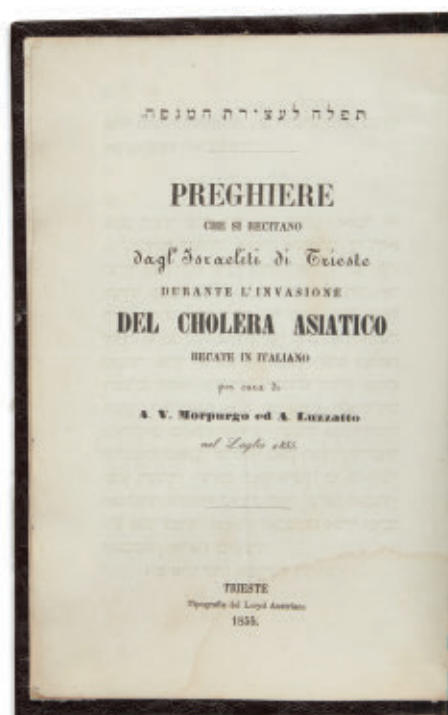 תפלה לעצירת המגפה.
PREGHIERE
CHE SI RECITANO
dagl' Israeliti di Trieste
DURANTE L'INVASIONE
DEL CHOLERA ASIATICO
RECATE IN ITALIANO
per cura di
A. V. Morpurgo ed A. Luzzatto
nel Luglio 1855.
TRIESTE
Tipografia del Loyd Austriaco
1855.